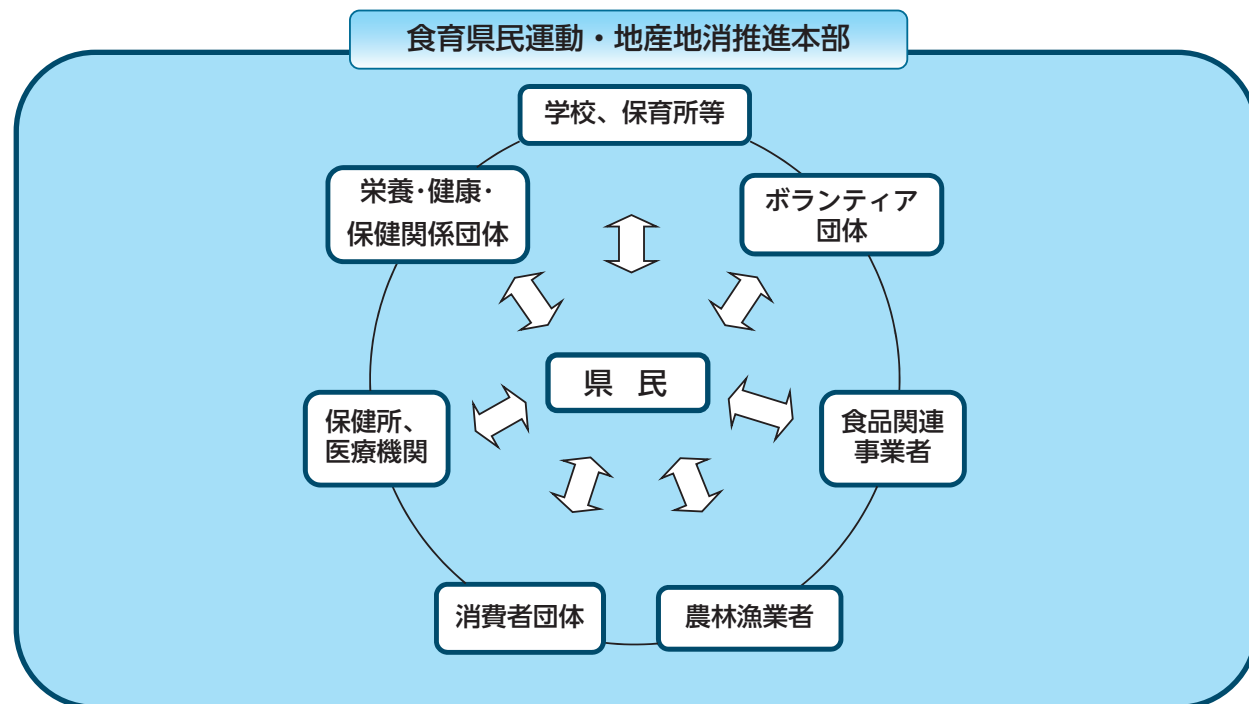 食育県民運動・地産地消推進本部
学校、保育所等
栄養・健康・
保健関係団体
ボランティア
団体
県　民
保健所、
医療機関
食品関連
事業者
消費者団体
農林漁業者